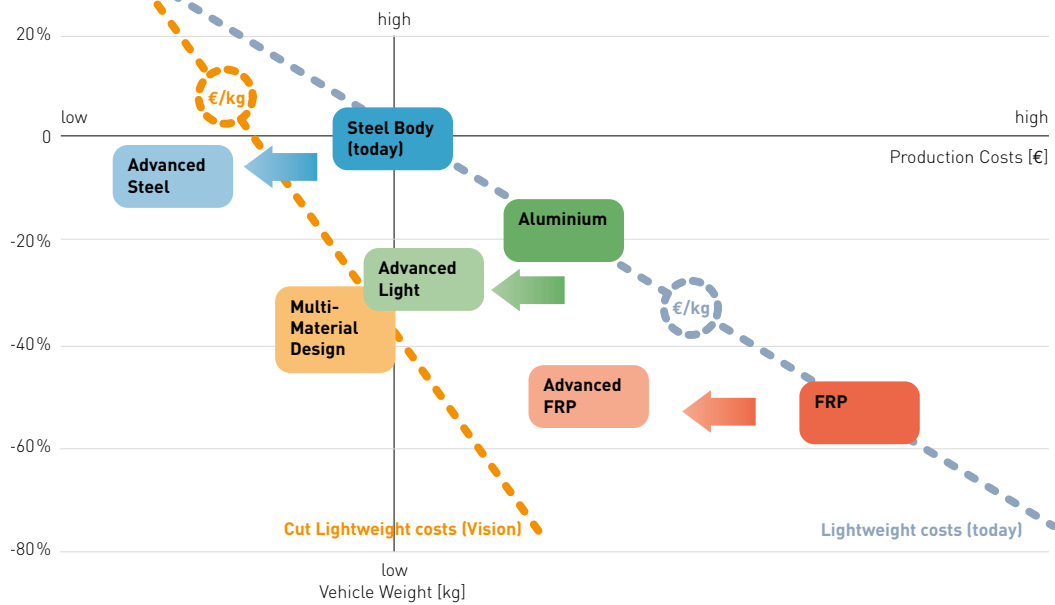 high
20%
€/kg
low
high
0
Steel Body
(today)
Production Costs [€]
Advanced
Steel
Aluminium
-20%
Advanced
Light
Multi-
Material
Design
€/kg
-40%
Advanced
FRP
FRP
-60%
Cut Lightweight costs (Vision)
Lightweight costs (today)
-80%
low
Vehicle Weight [kg]